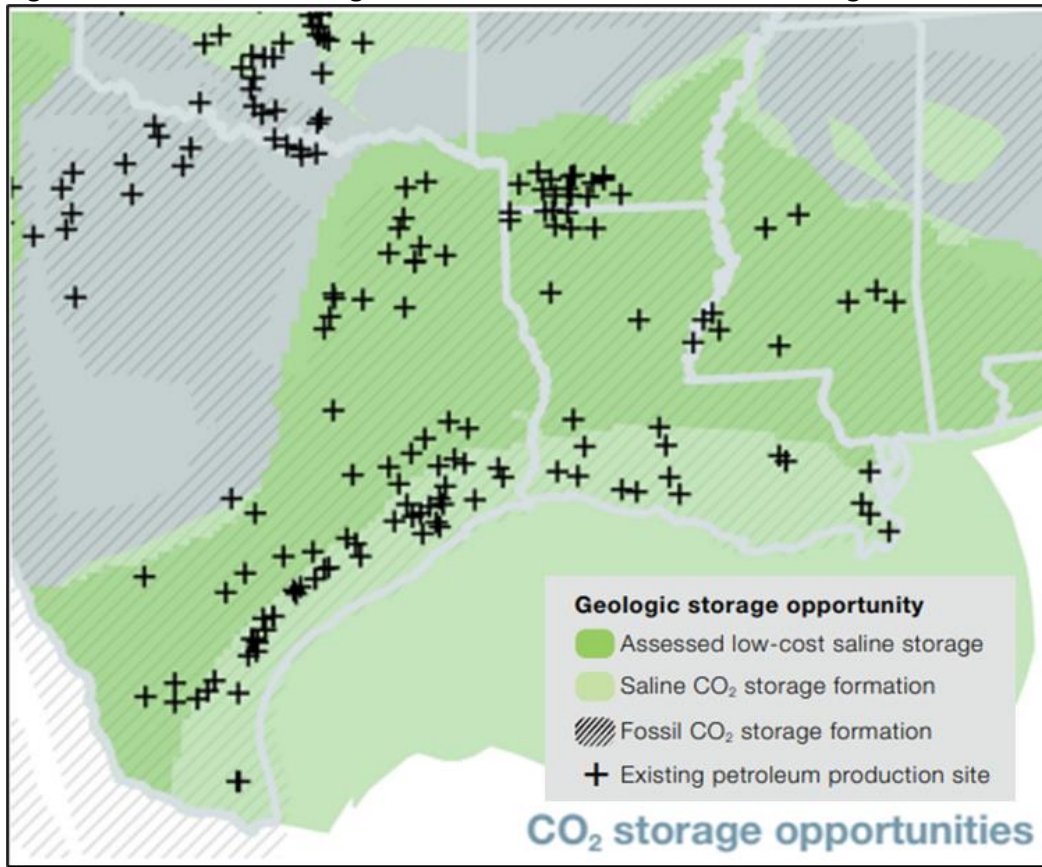 Geologic storage opportunity
Assessed low-cost saline storage
Saline CO₂ storage formation
Fossil CO₂ storage formation
Existing petroleum production site
CO₂ storage opportunities